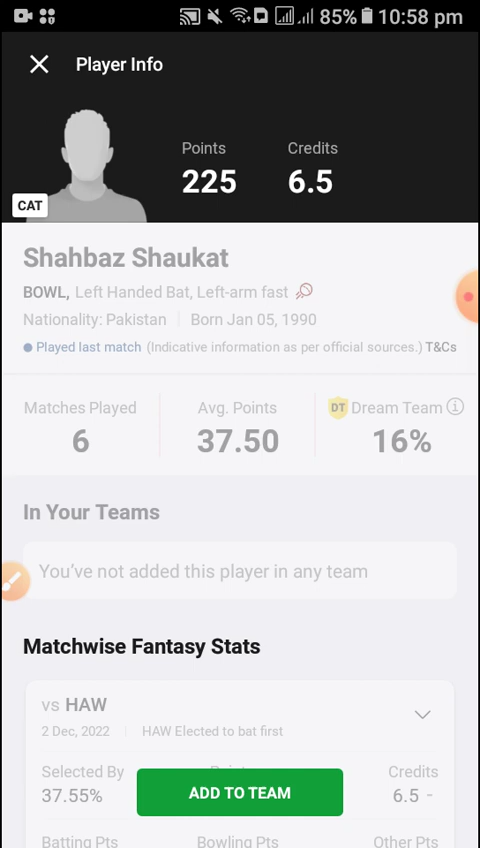 85% 10:58 pm
Player Info
Points Credits
225 6.5
CAT
Shahbaz Shaukat
BOWL, Left Handed Bat, Left-arm fast
Nationality: Pakistan Born Jan 05, 1990
Played last match (Indicative information as per official sources.) T&Cs
Matches Played Avg. Points DT Dream Team
6 37.50 16%
In Your Teams
You've not added this player in any team
Matchwise Fantasy Stats
vs HAW
2 Dec, 2022 HAW Elected to bat first
Selected By Credits
37.55% 6.5 -
ADD TO TEAM
Batting Pts Bowling Pts Other Pts